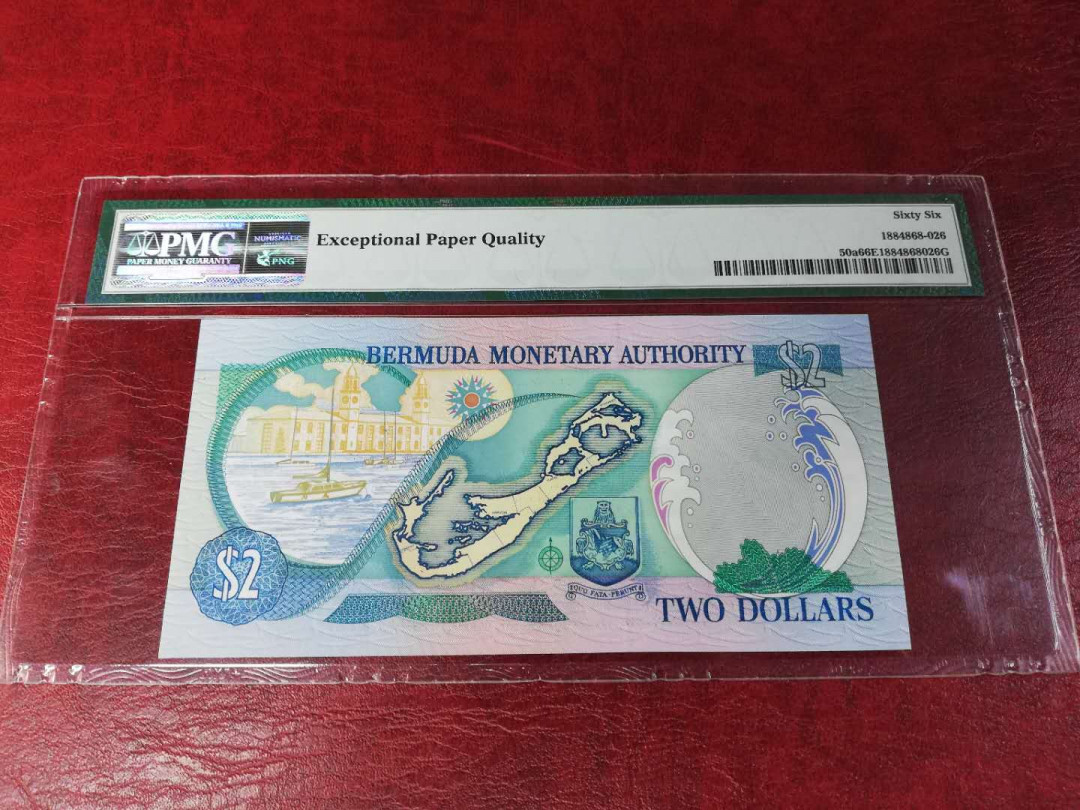 Sixty Six
PMG
PAPER MONEY GUARANTY
NUMISMATIC
PNG
Exceptional Paper Quality
1884868-026
50a66E1884868026G
BERMUDA MONETARY AUTHORITY
$2
$2
QUO FATA FERUNT
TWO DOLLARS